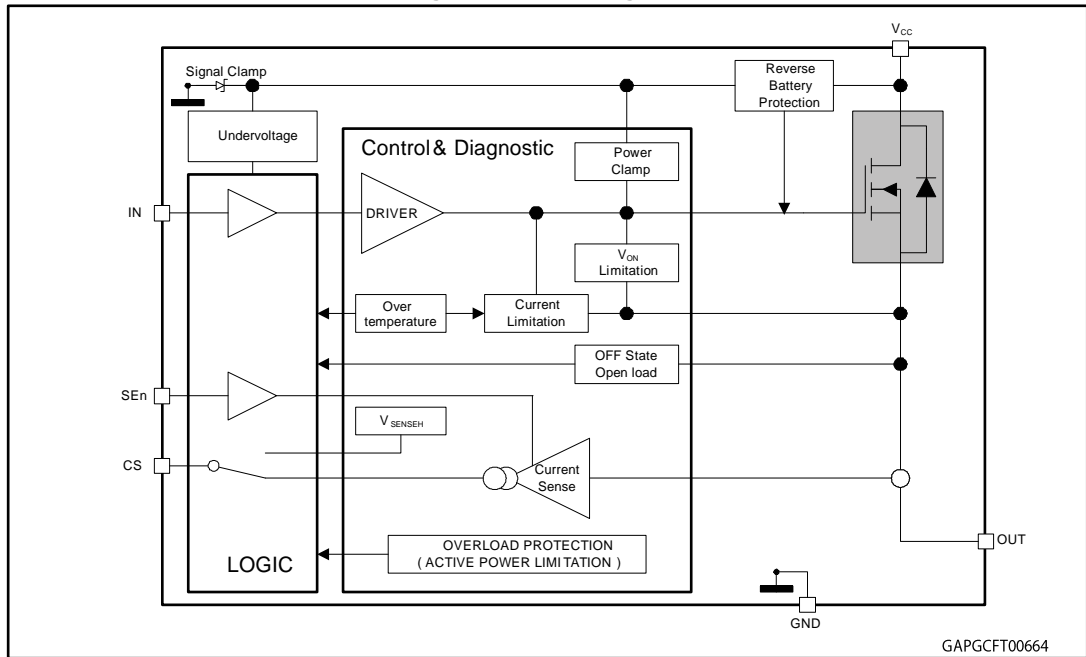 VCC
Signal Clamp
Reverse
Battery
Protection
Undervoltage
Control & Diagnostic
Power
Clamp
IN
DRIVER
VON
Limitation
Over
temperature
Current
Limitation
OFF State
Open load
SEn
VSENSEH
CS
Current
Sense
OVERLOAD PROTECTION
( ACTIVE POWER LIMITATION )
LOGIC
OUT
GND
GAPGCFT00664